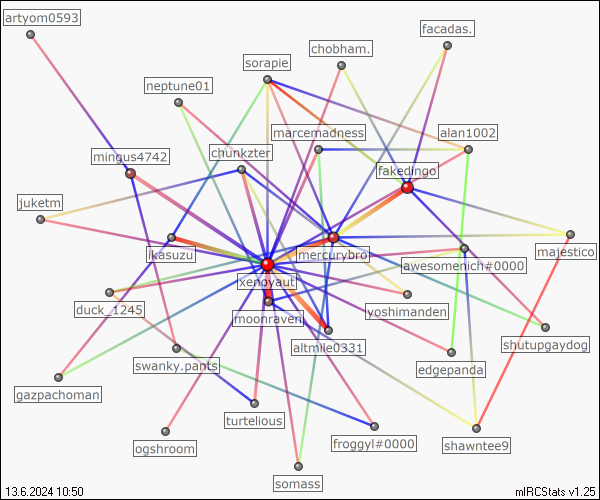 artyom0593
facadas.
chobham.
sorapie
neptune01
marcemadness
alan1002
chunkzter
mingus4742
fakedingo
juketm
ikasuzu
mercurybro
majestico
awesomenich#0000
xenoyaut
duck_1245
moonraven
yoshimanden
shutupgaydog
altmile0331
swanky.pants
edgepanda
gazpachoman
turtelious
ogshroom
froggyl#0000
shawntee9
somass
13.6.2024 10:50
mIRCStats v1.25